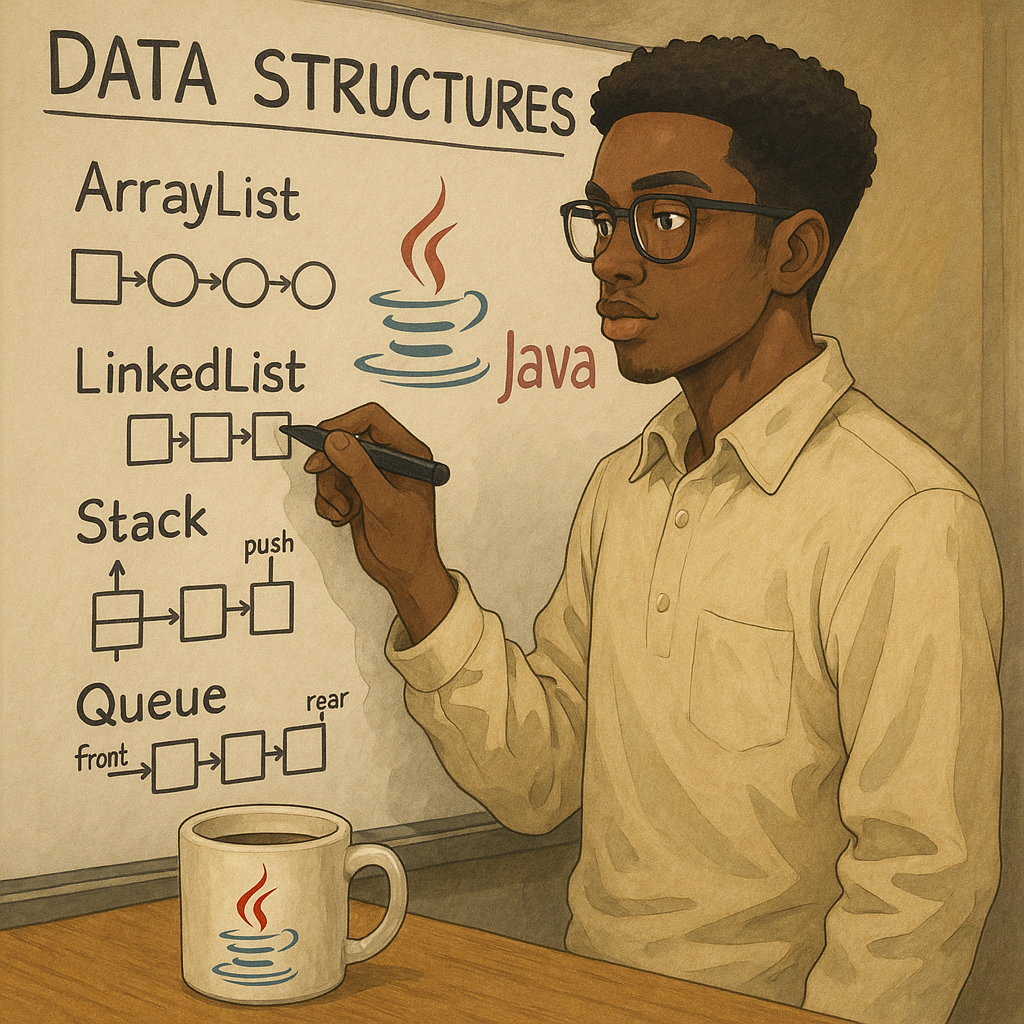 DATA STRUCTURES
ArrayList
Java
LinkedList
Stack
push
Queue
rear
front